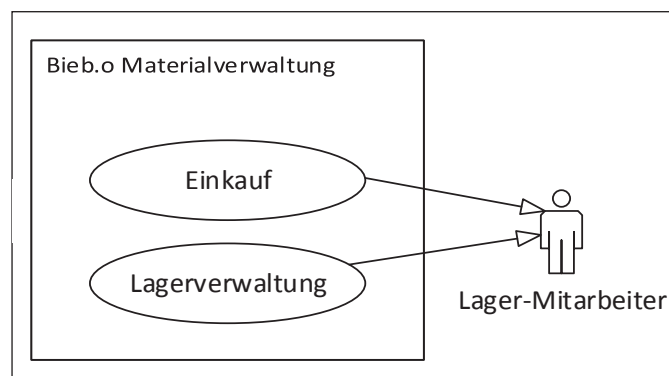 Bieb.o Materialverwaltung
Einkauf
Lagerverwaltung
Lager-Mitarbeiter